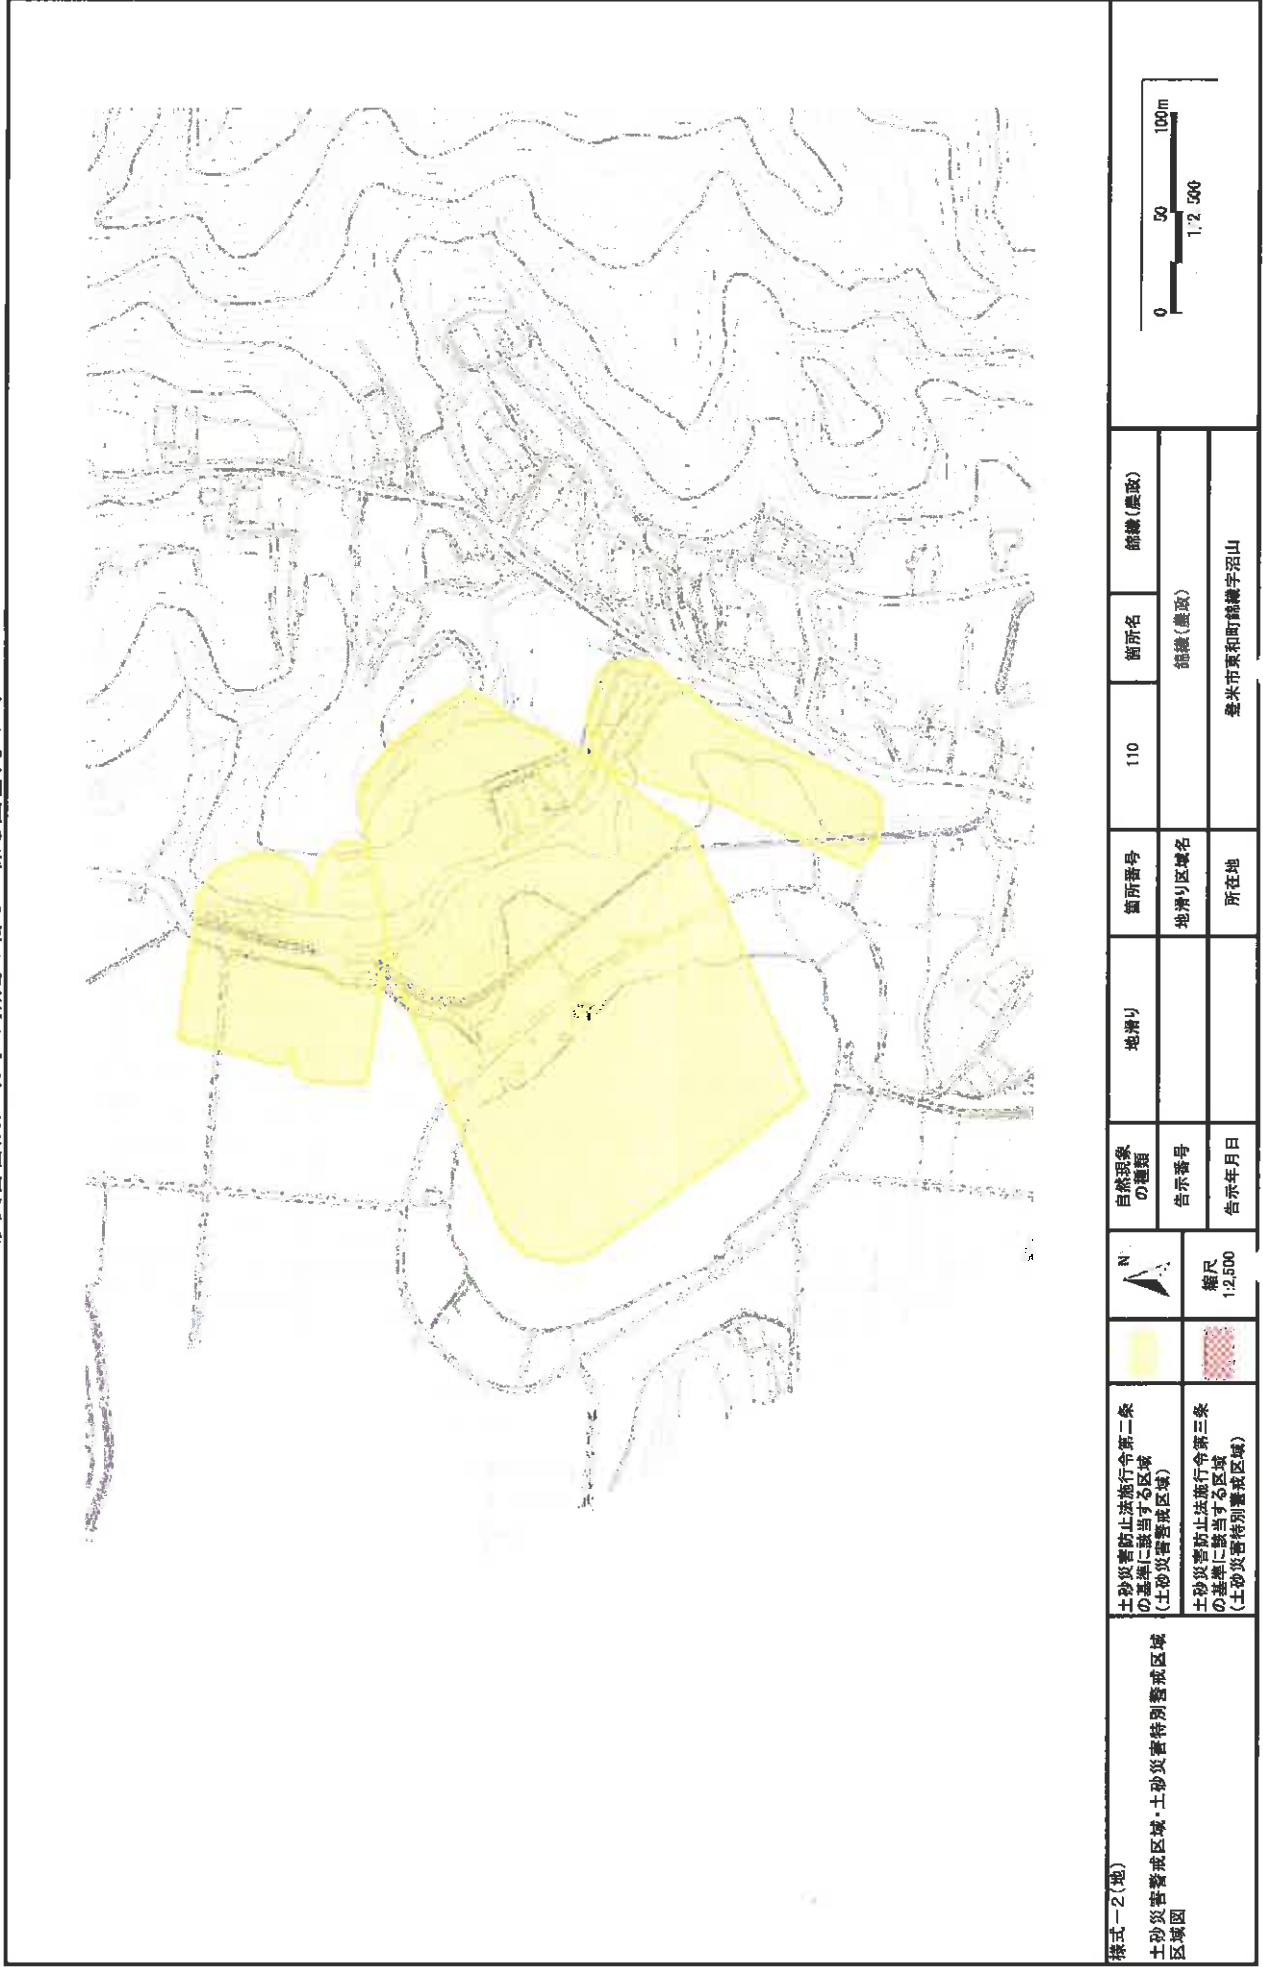 様式-2(地)
土砂災害警戒区域・土砂災害特別警戒区域
区域図
土砂災害防止法施行令第二条
の基準に該当する区域
(土砂災害警戒区域)
土砂災害防止法施行令第三条
の基準に該当する区域
(土砂災害特別警戒区域)
N
縮尺
1:2,500
自然現象
の種類
地滑り
告示番号
告示年月日
箇所番号
110
箇所名
錦織(農政)
地滑り区域名
錦織(農政)
所在地
登米市東和町錦織字沼山
0 50 100m
1:2,500